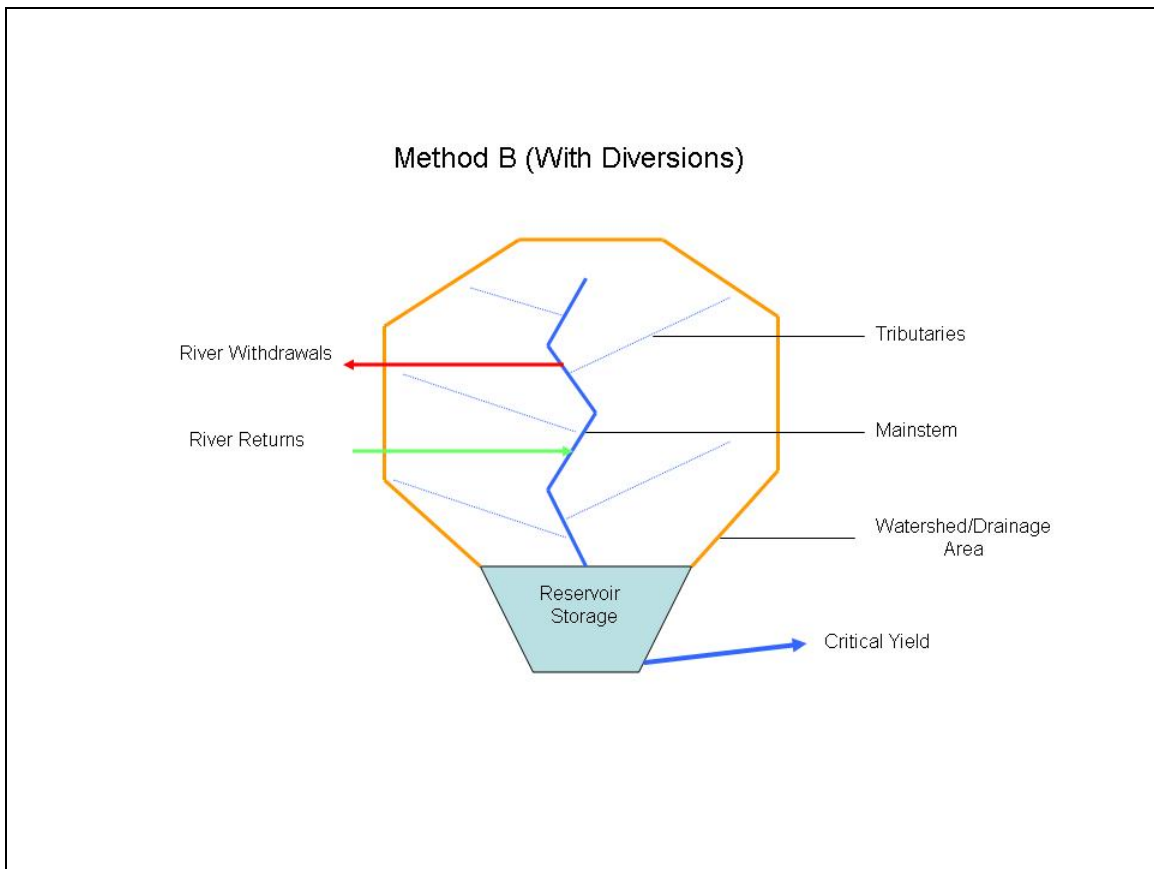 Method B (With Diversions)
Tributaries
River Withdrawals
Mainstem
River Returns
Watershed/Drainage
Area
Reservoir
Storage
Critical Yield